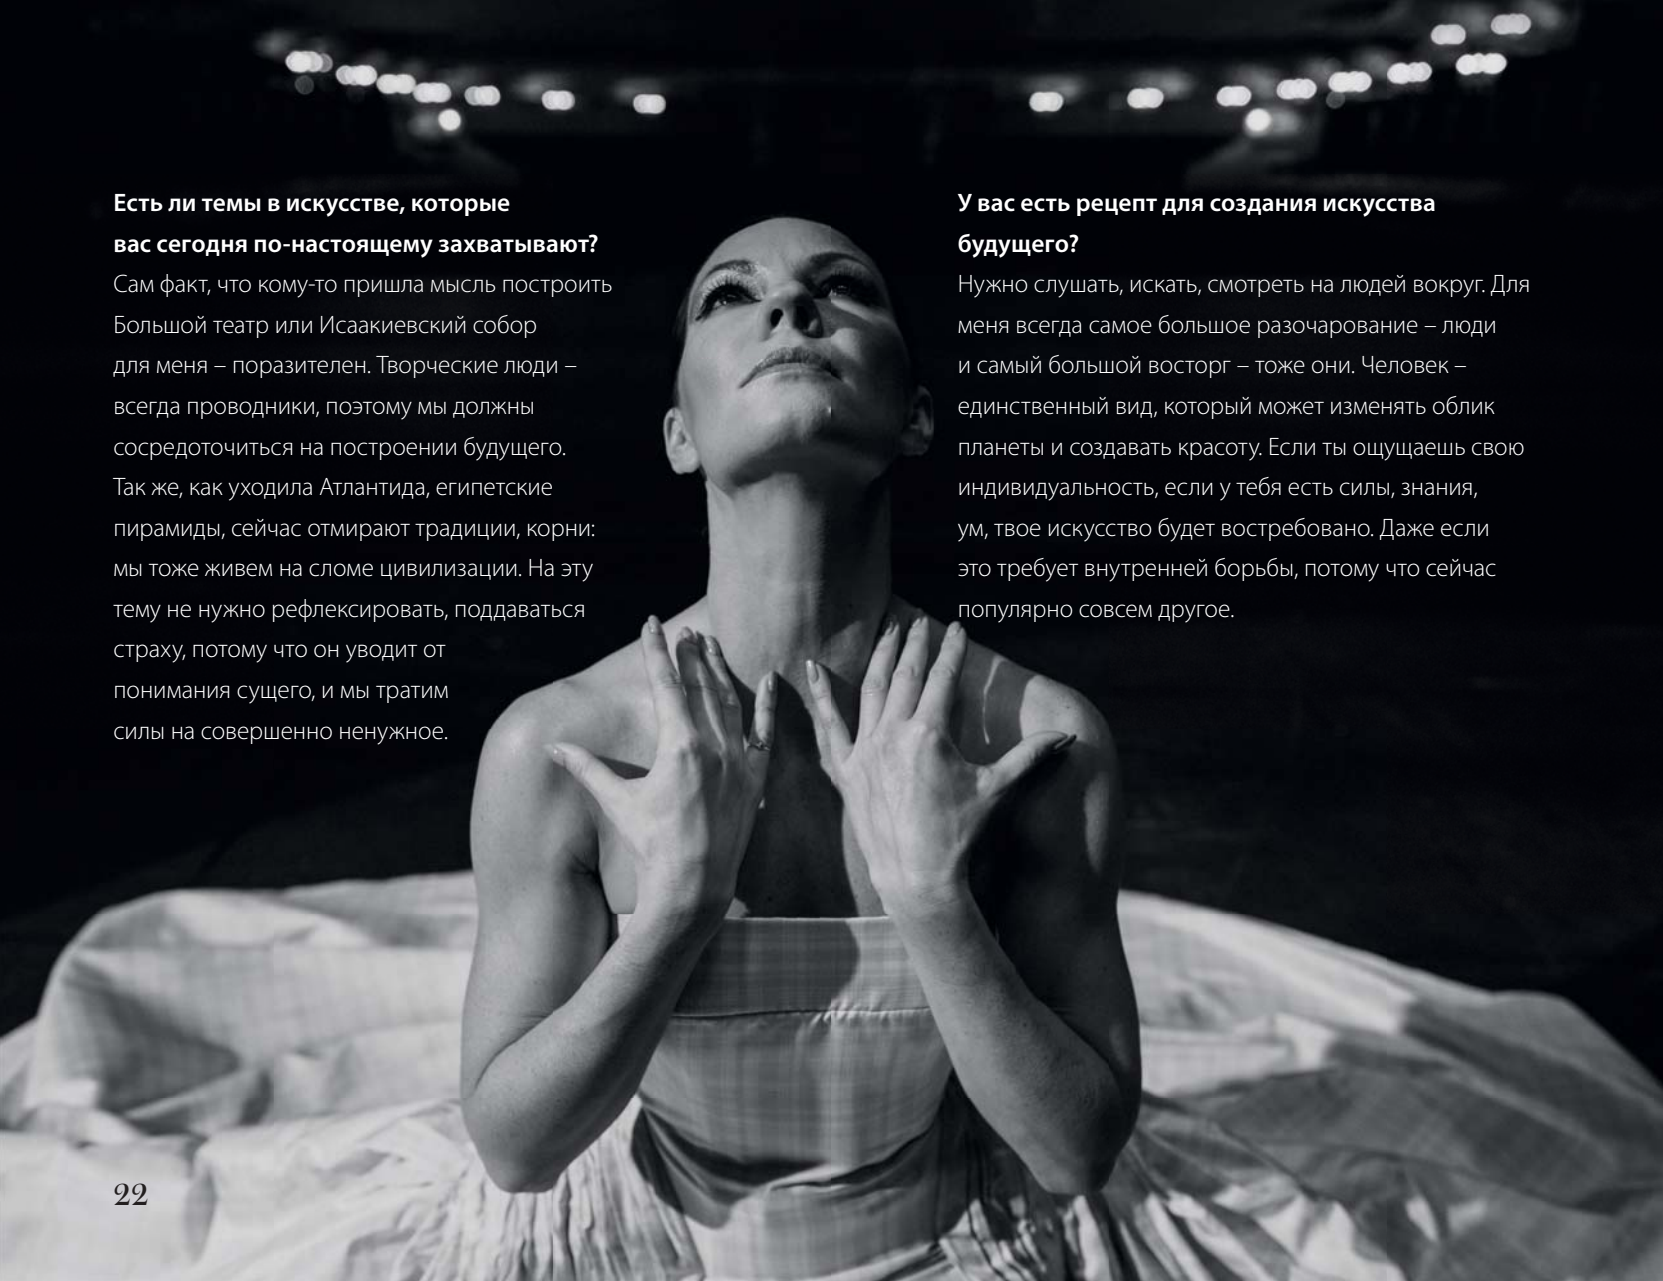 Есть ли темы в искусстве, которые
вас сегодня по-настоящему захватывают?
Сам факт, что кому-то пришла мысль построить
Большой театр или Исаакиевский собор
для меня – поразителен. Творческие люди –
всегда проводники, поэтому мы должны
сосредоточиться на построении будущего.
Так же, как уходила Атлантида, египетские
пирамиды, сейчас отмирают традиции, корни:
мы тоже живем на сломе цивилизации. На эту
тему не нужно рефлексировать, поддаваться
страху, потому что он уводит от
понимания сущего, и мы тратим
силы на совершенно ненужное.
У вас есть рецепт для создания искусства
будущего?
Нужно слушать, искать, смотреть на людей вокруг. Для
меня всегда самое большое разочарование – люди
и самый большой восторг – тоже они. Человек –
единственный вид, который может изменять облик
планеты и создавать красоту. Если ты ощущаешь свою
индивидуальность, если у тебя есть силы, знания,
ум, твое искусство будет востребовано. Даже если
это требует внутренней борьбы, потому что сейчас
популярно совсем другое.
22